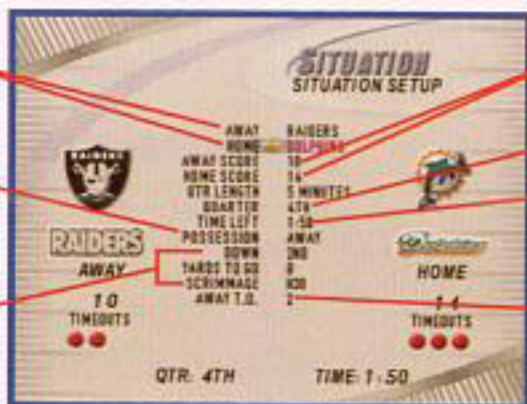 SITUATION
SITUATION SETUP
AWAY RAIDERS
HOME DOLPHINS
AWAY SCORE 10
HOME SCORE 14
QTR LENGTH 5 MINUTES
QUARTER 4TH
TIME LEFT 1:50
POSSESSION AWAY
DOWN 2ND
YARDS TO GO 8
SCRIMMAGE
AWAY T.O. 2
RAIDERS
RAIDERS
AWAY
10
TIMEOUTS
Dolphins
HOME
14
TIMEOUTS
QTR: 4TH TIME: 1:50